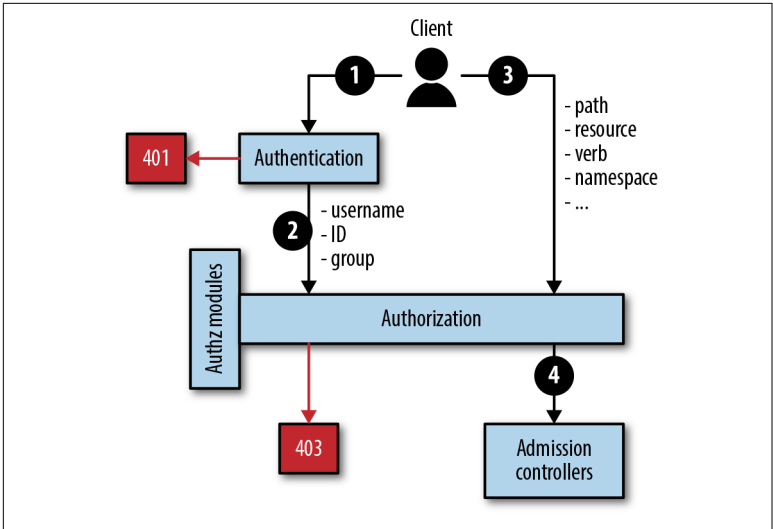 Client
1
3
- path
- resource
- verb
- namespace
- ...
401
Authentication
2
- username
- ID
- group
Authz modules
Authorization
4
403
Admission
controllers